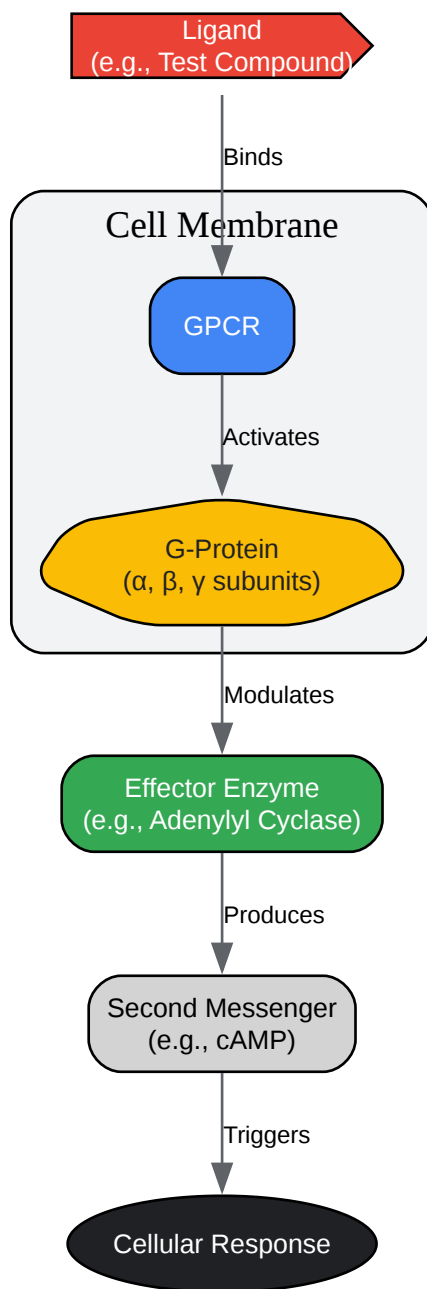 Ligand
(e.g., Test Compound)
Binds
Cell Membrane
GPCR
Activates
G-Protein
(α, β, γ subunits)
Modulates
Effector Enzyme
(e.g., Adenylyl Cyclase)
Produces
Second Messenger
(e.g., cAMP)
Triggers
Cellular Response